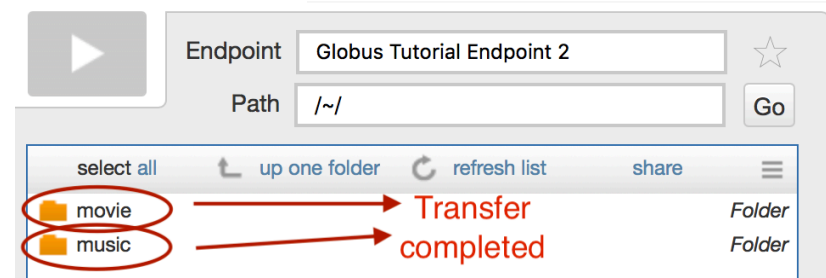 Endpoint Globus Tutorial Endpoint 2
Path /~/ Go
select all up one folder refresh list share
movie Transfer Folder
music completed Folder